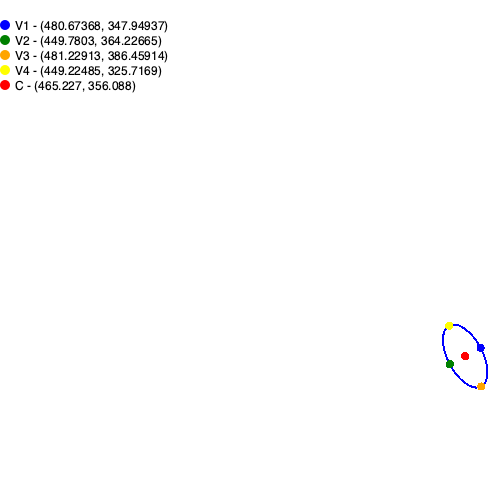 V1 - (480.67368, 347.94937)
V2 - (449.7803, 364.22665)
V3 - (481.22913, 386.45914)
V4 - (449.22485, 325.7169)
C - (465.227, 356.088)